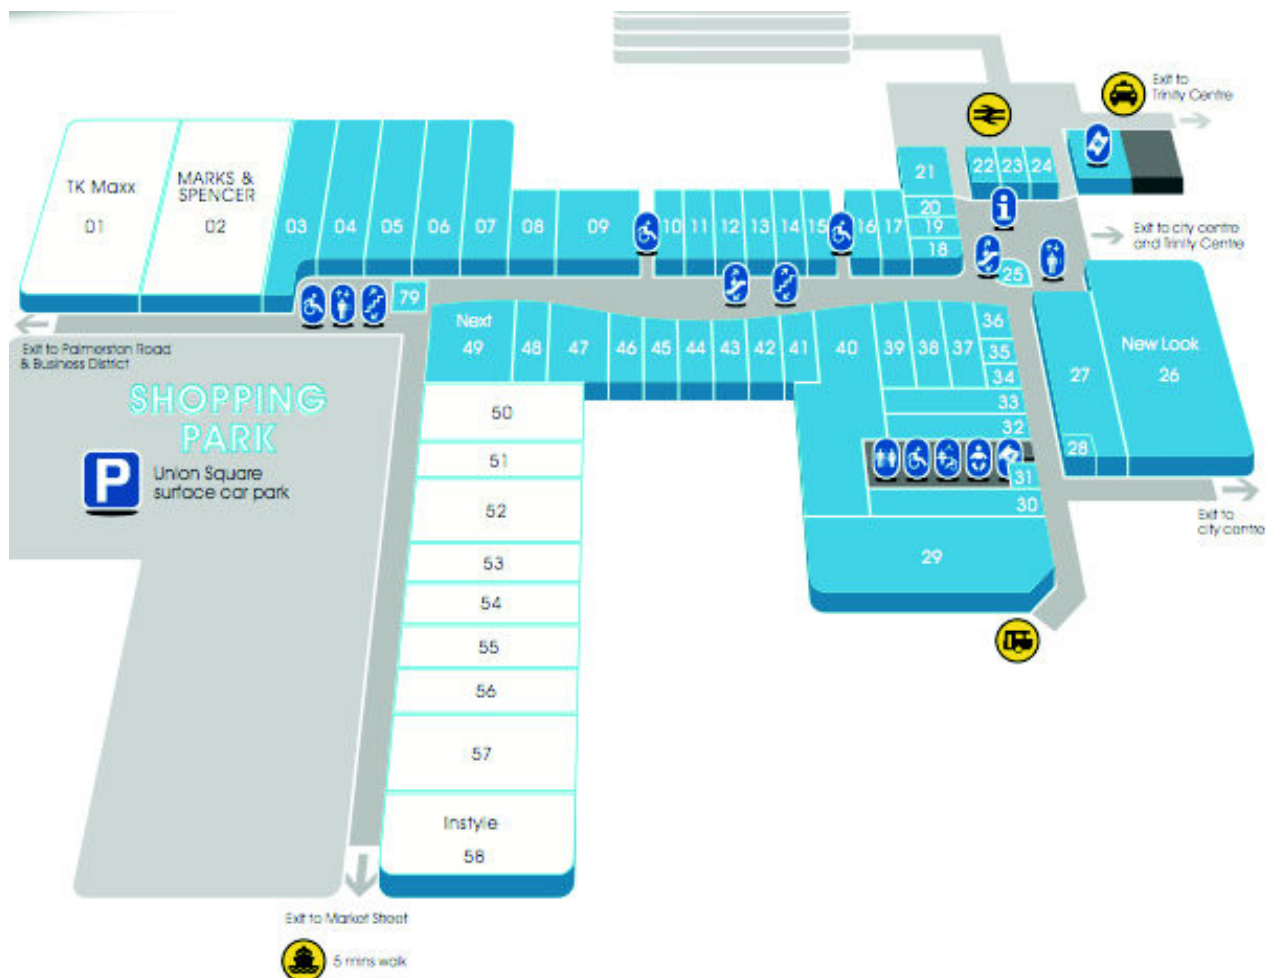 Exit to
Trinity Centre
TK Maxx
01
MARKS &
SPENCER
02
03
04
05
06
07
08
09
10
11
12
13
14
15
16
17
21
20
19
18
22
23
24
i
25
Exit to city centre
and Trinity Centre
79
Exit to Palmerston Road
& Business District
Next
49
48
47
46
45
44
43
42
41
40
39
38
37
36
35
34
33
32
31
30
29
27
28
New Look
26
Exit to
city centre
SHOPPING
PARK
P
Union Square
surface car park
50
51
52
53
54
55
56
57
Instyle
58
Exit to Market Street
5 mins walk